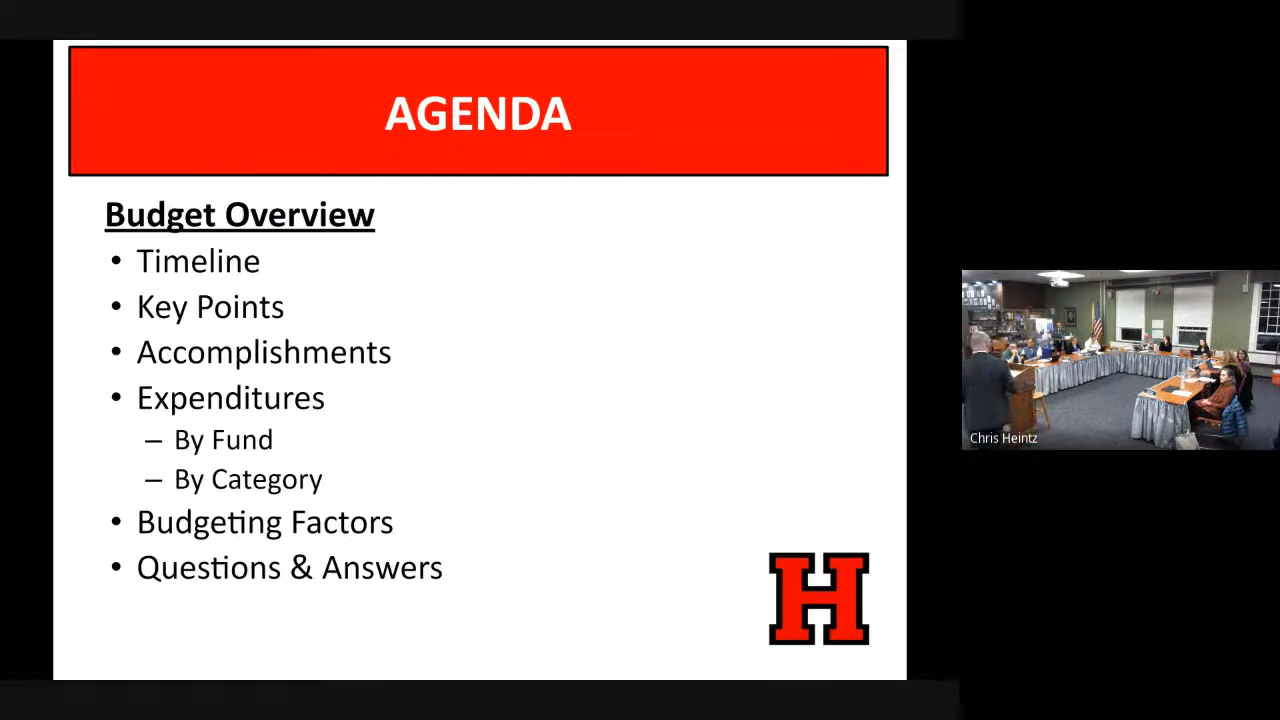 AGENDA
Budget Overview
• Timeline
• Key Points
• Accomplishments
• Expenditures
– By Fund
– By Category
• Budgeting Factors
• Questions & Answers
H
Chris Heintz